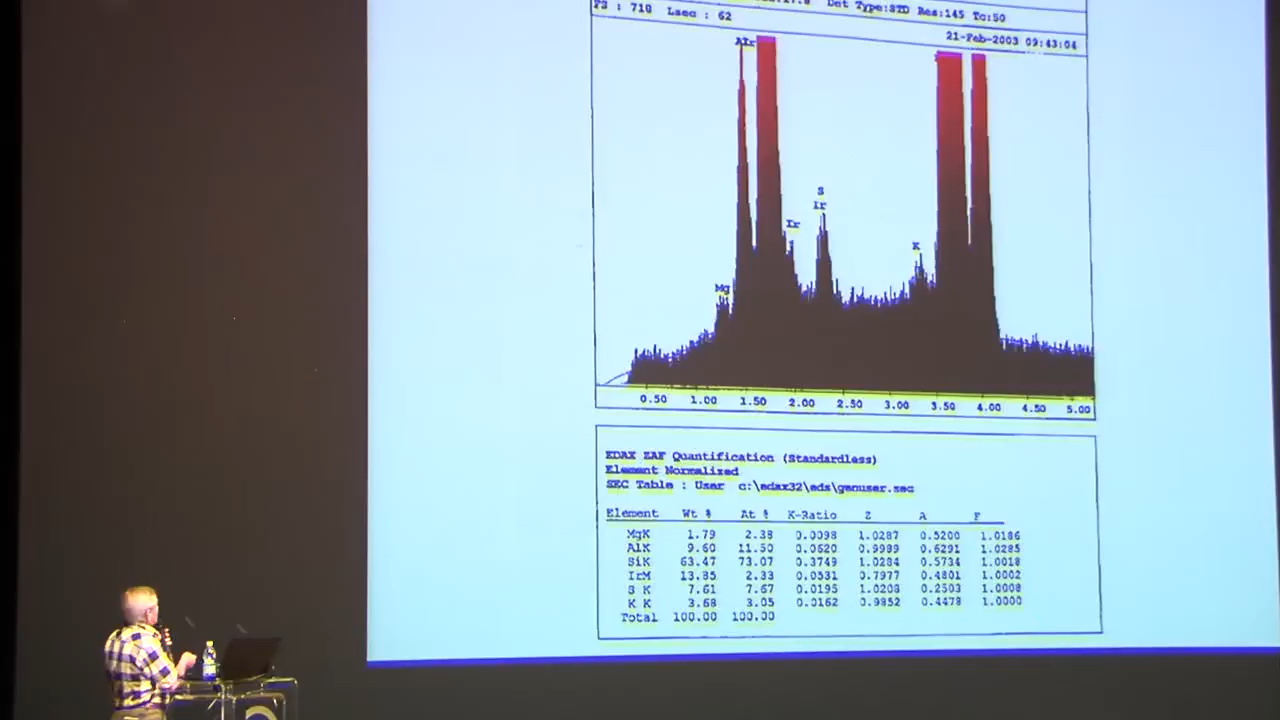 Det Type:STD Res:145 Tc:50
FS : 710 Lsec : 62
21-Feb-2003 09:43:04
AlIr
S
Ir
Ir
K
Mg
0.50 1.00 1.50 2.00 2.50 3.00 3.50 4.00 4.50 5.00
EDAX ZAF Quantification (Standardless)
Element Normalized
SEC Table : User c:\edax32\eds\genuser.sec
Element Wt % At % K-Ratio Z A F
MgK 1.79 2.38 0.0098 1.0287 0.5200 1.0186
AlK 9.60 11.50 0.0620 0.9989 0.6291 1.0285
SiK 63.47 73.07 0.3749 1.0284 0.5734 1.0018
IrM 13.85 2.33 0.0531 0.7977 0.4801 1.0002
S K 7.61 7.67 0.0195 1.0208 0.2503 1.0008
K K 3.68 3.05 0.0162 0.9852 0.4478 1.0000
Total 100.00 100.00